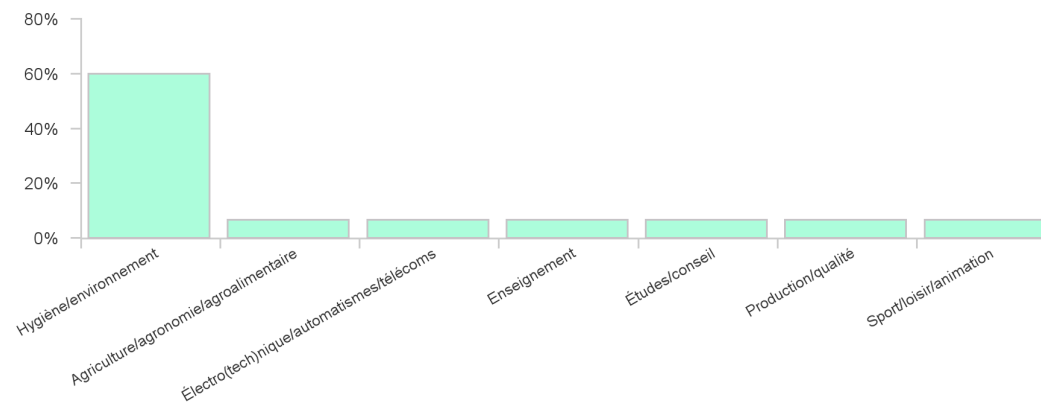 80%
60%
40%
20%
0%
Hygiène/environnement
Agriculture/agronomie/agroalimentaire
Électro(tech)nique/automatismes/télécoms
Enseignement
Études/conseil
Production/qualité
Sport/loisir/animation